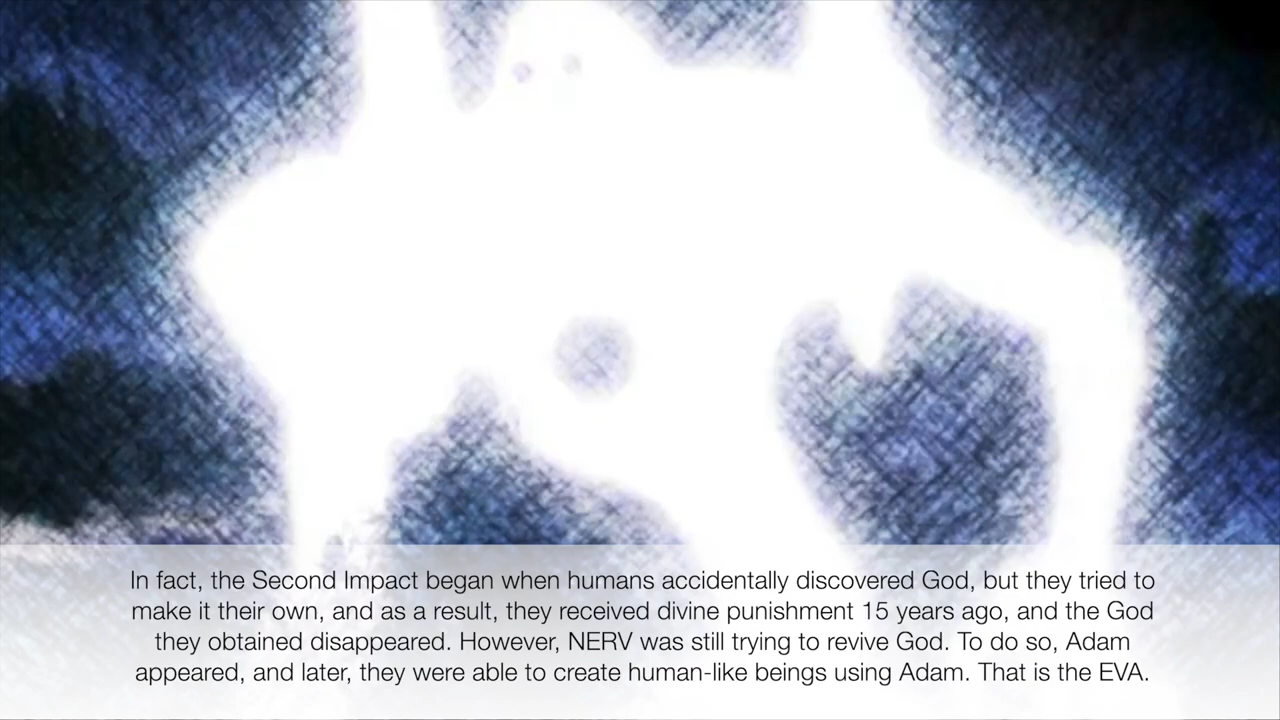 In fact, the Second Impact began when humans accidentally discovered God, but they tried to
make it their own, and as a result, they received divine punishment 15 years ago, and the God
they obtained disappeared. However, NERV was still trying to revive God. To do so, Adam
appeared, and later, they were able to create human-like beings using Adam. That is the EVA.